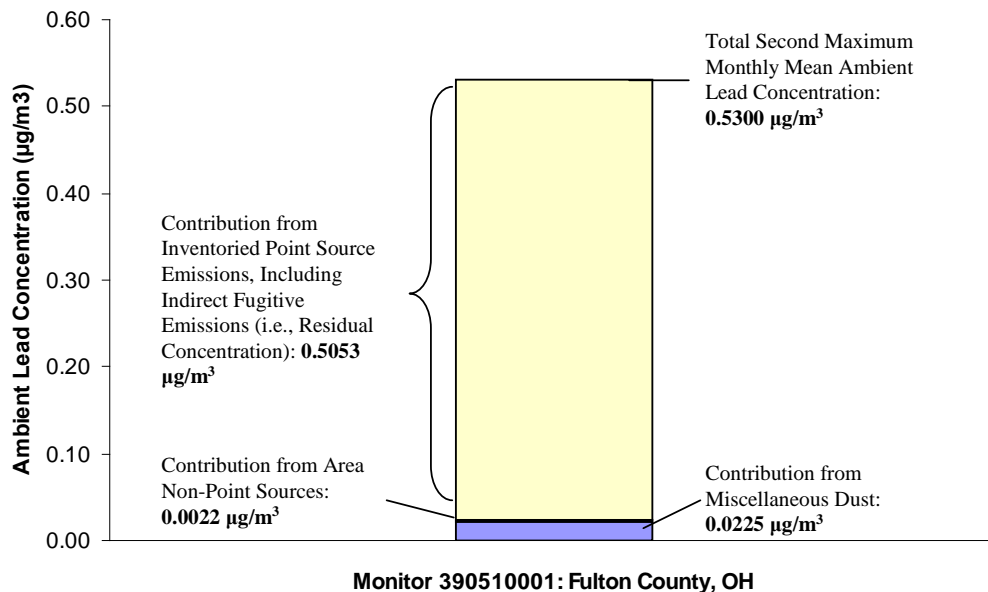 0.60
0.50
0.40
0.30
0.20
0.10
0.00
Ambient Lead Concentration (µg/m3)
Total Second Maximum
Monthly Mean Ambient
Lead Concentration:
0.5300 µg/m³
Contribution from
Inventoried Point Source
Emissions, Including
Indirect Fugitive
Emissions (i.e., Residual
Concentration): 0.5053
µg/m³
Contribution from Area
Non-Point Sources:
0.0022 µg/m³
Contribution from
Miscellaneous Dust:
0.0225 µg/m³
Monitor 390510001: Fulton County, OH